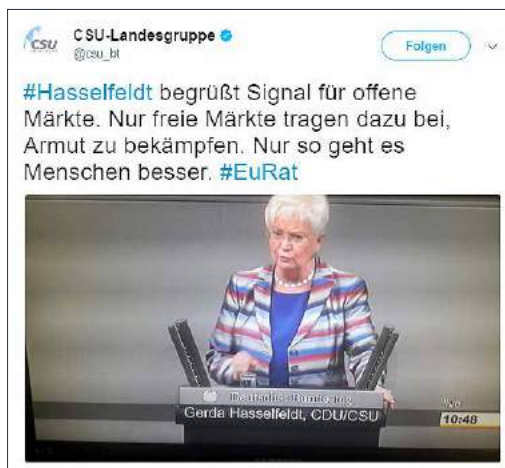 CSU
CSU-Landesgruppe
@csu_bt
Folgen
#Hasselfeldt begrüßt Signal für offene
Märkte. Nur freie Märkte tragen dazu bei,
Armut zu bekämpfen. Nur so geht es
Menschen besser. #EuRat
Deutscher Bundestag
Gerda Hasselfeldt, CDU/CSU
10:48